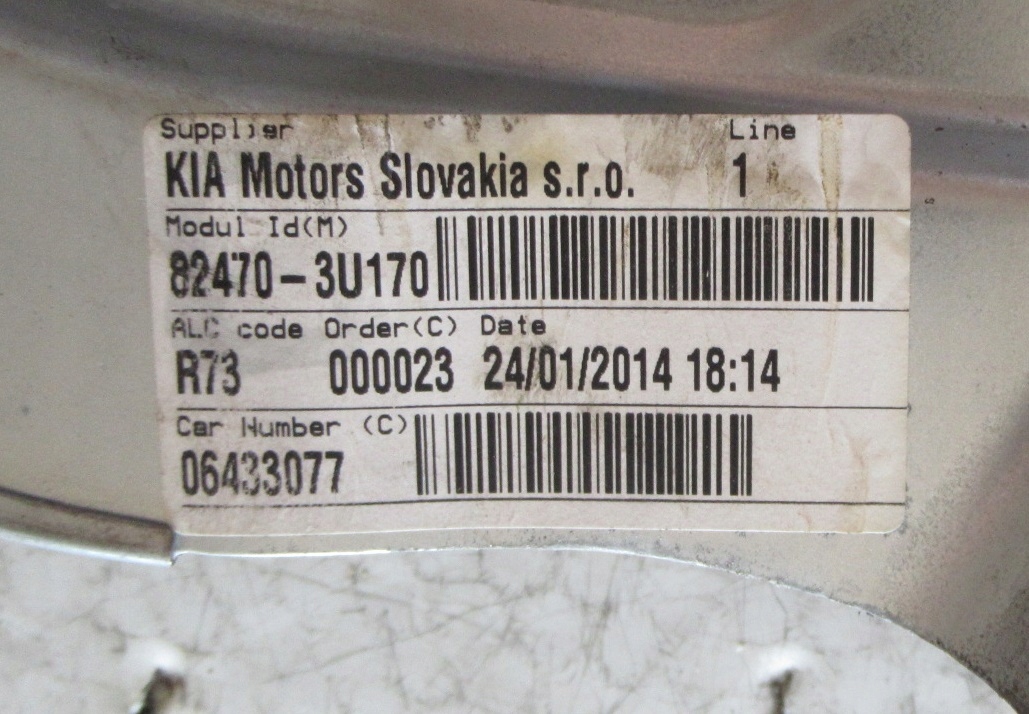 Supplier Line
KIA Motors Slovakia s.r.o. 1
Modul Id(M)
82470-3U170
ALC code Order(C) Date
R73 000023 24/01/2014 18:14
Car Number (C)
06433077